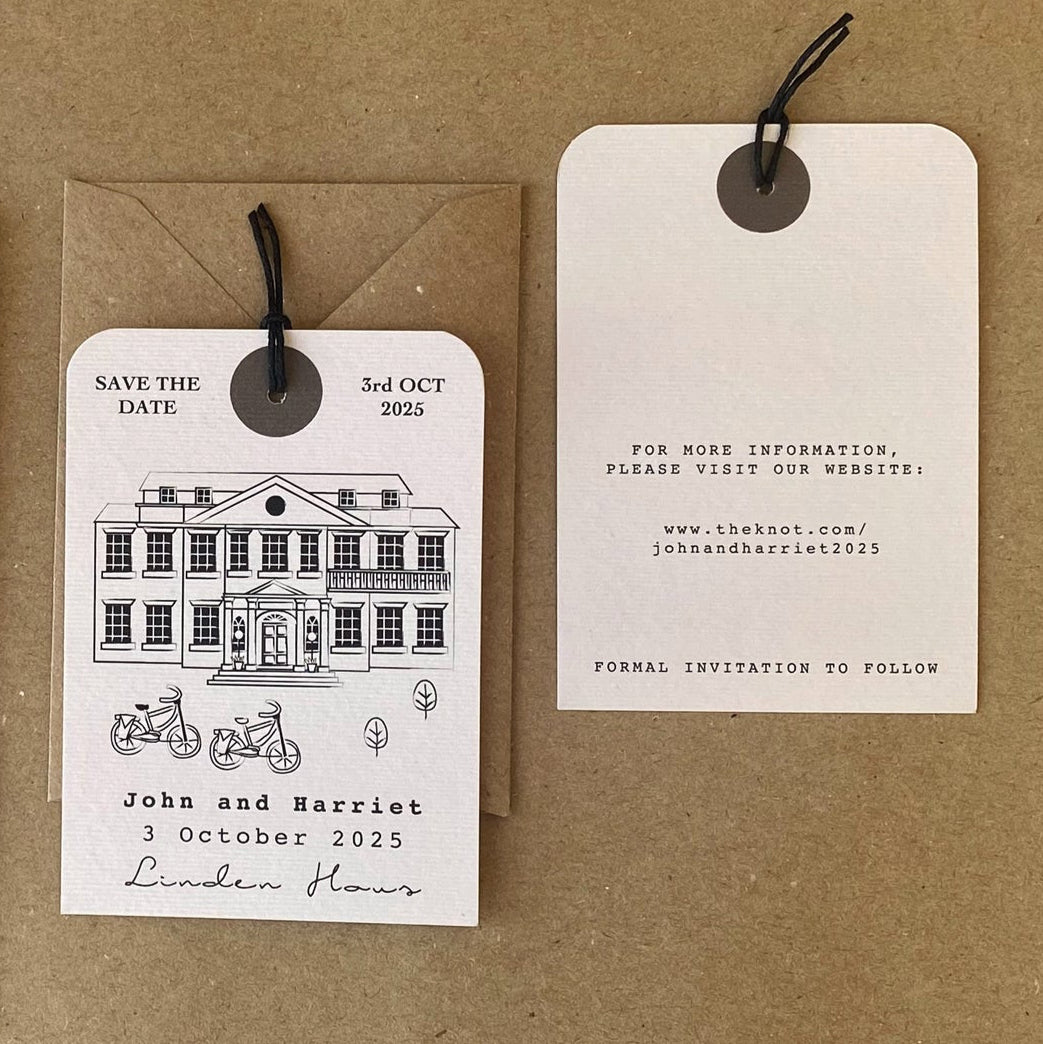 SAVE THE
DATE
3rd OCT
2025
John and Harriet
3 October 2025
Linden Haus
FOR MORE INFORMATION,
PLEASE VISIT OUR WEBSITE:
www.theknot.com/
johnandharriet2025
FORMAL INVITATION TO FOLLOW